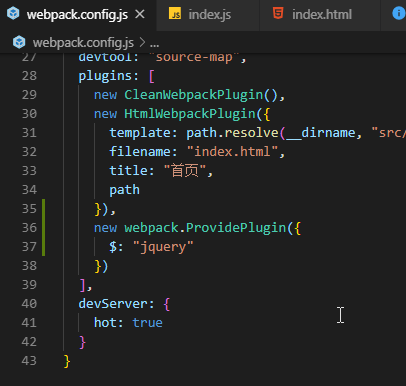 webpack.config.js index.js index.html
webpack.config.js > ...
27 devtool: "source-map",
28 plugins: [
29 new CleanWebpackPlugin(),
30 new HtmlWebpackPlugin({
31 template: path.resolve(__dirname, "src/
32 filename: "index.html",
33 title: "首页",
34 path
35 }),
36 new webpack.ProvidePlugin({
37 $: "jquery"
38 })
39 ],
40 devServer: {
41 hot: true
42 }
43 }